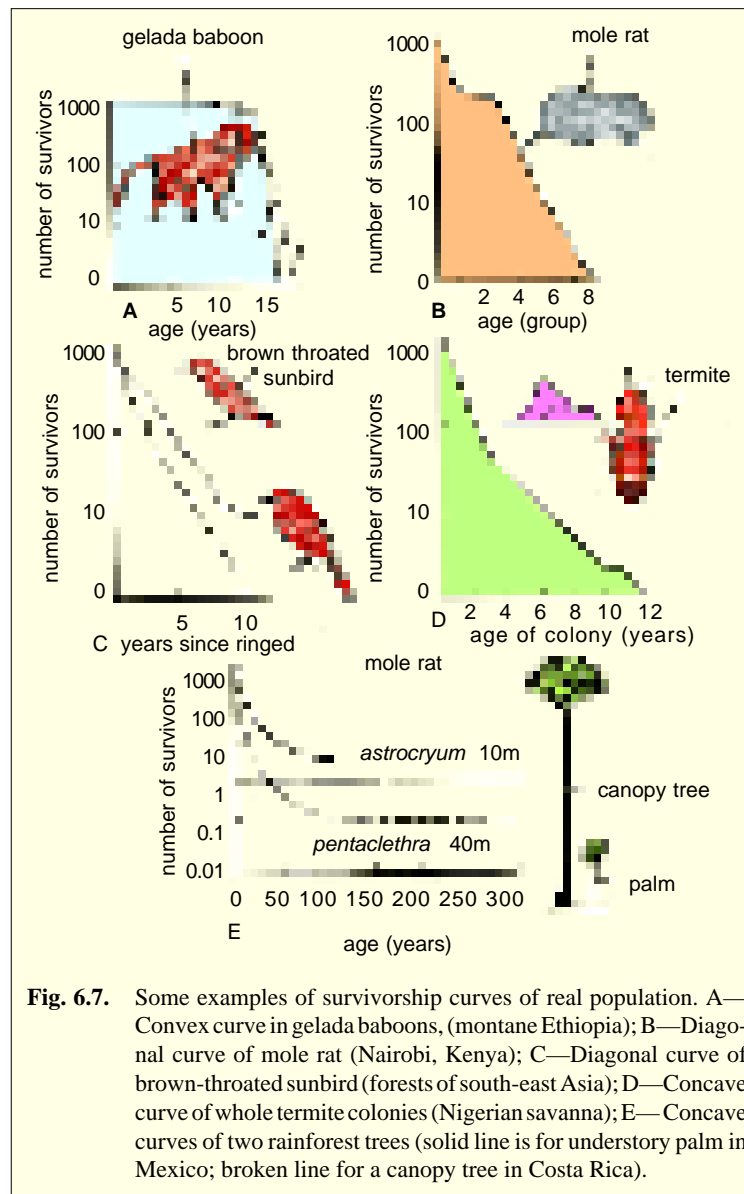 gelada baboon
number of survivors
1000
100
10
0
5 10 15
A
age (years)
mole rat
number of survivors
1000
100
10
0
2 4 6 8
B
age (group)
brown throated
sunbird
number of survivors
1000
100
10
0
5 10
C years since ringed
termite
number of survivors
1000
100
10
0
2 4 6 8 10 12
D
age of colony (years)
mole rat
number of survivors
1000
100
10
1
0.1
0.01
astrocryum 10m
pentaclethra 40m
canopy tree
palm
0 50 100 150 200 250 300
E
age (years)
Fig. 6.7. Some examples of survivorship curves of real population. A—
Convex curve in gelada baboons, (montane Ethiopia); B—Diago-
nal curve of mole rat (Nairobi, Kenya); C—Diagonal curve of
brown-throated sunbird (forests of south-east Asia); D—Concave
curve of whole termite colonies (Nigerian savanna); E— Concave
curves of two rainforest trees (solid line is for understory palm in
Mexico; broken line for a canopy tree in Costa Rica).